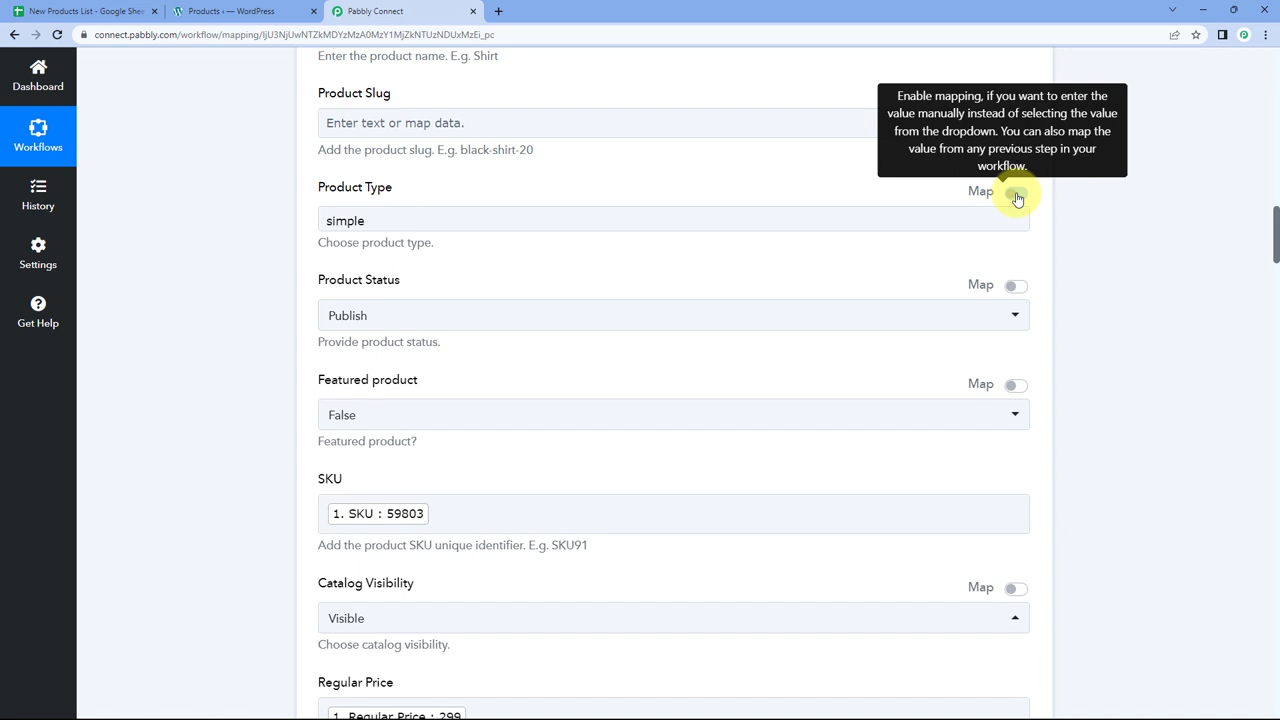 New Products List - Google Shee
Products ‹ — WordPress
Pabbly Connect
connect.pabbly.com/workflow/mapping/IjU3NjUwNTZkMDYzMzA0MzY1MjZkNTUzNDUxMzEi_pc
Dashboard
Workflows
History
Settings
Get Help
Enter the product name. E.g. Shirt
Product Slug
Enter text or map data.
Add the product slug. E.g. black-shirt-20
Enable mapping, if you want to enter the
value manually instead of selecting the value
from the dropdown. You can also map the
value from any previous step in your
workflow.
Product Type
Map
simple
Choose product type.
Product Status
Map
Publish
Provide product status.
Featured product
Map
False
Featured product?
SKU
1. SKU : 59803
Add the product SKU unique identifier. E.g. SKU91
Catalog Visibility
Map
Visible
Choose catalog visibility.
Regular Price
1. Regular Price : 299